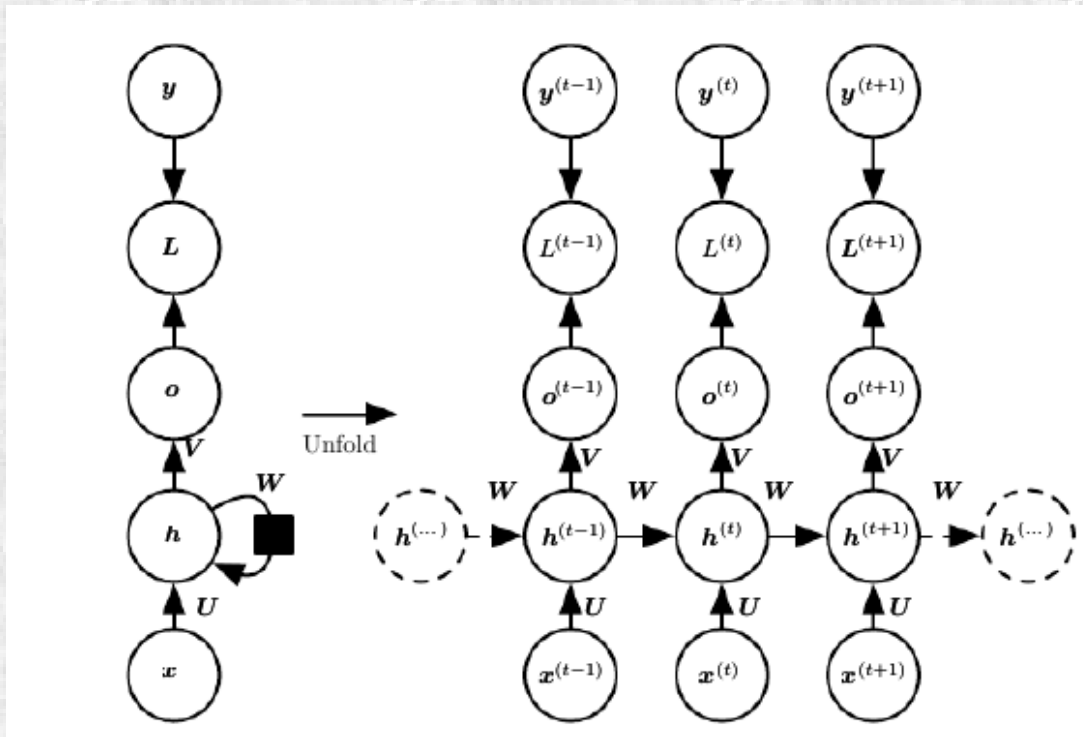 y y^(t−1) y^(t) y^(t+1)
L L^(t−1) L^(t) L^(t+1)
o o^(t−1) o^(t) o^(t+1)
Unfold
V V V V
W W W W W
h h^(...) h^(t−1) h^(t) h^(t+1) h^(...)
U U U U
x x^(t−1) x^(t) x^(t+1)